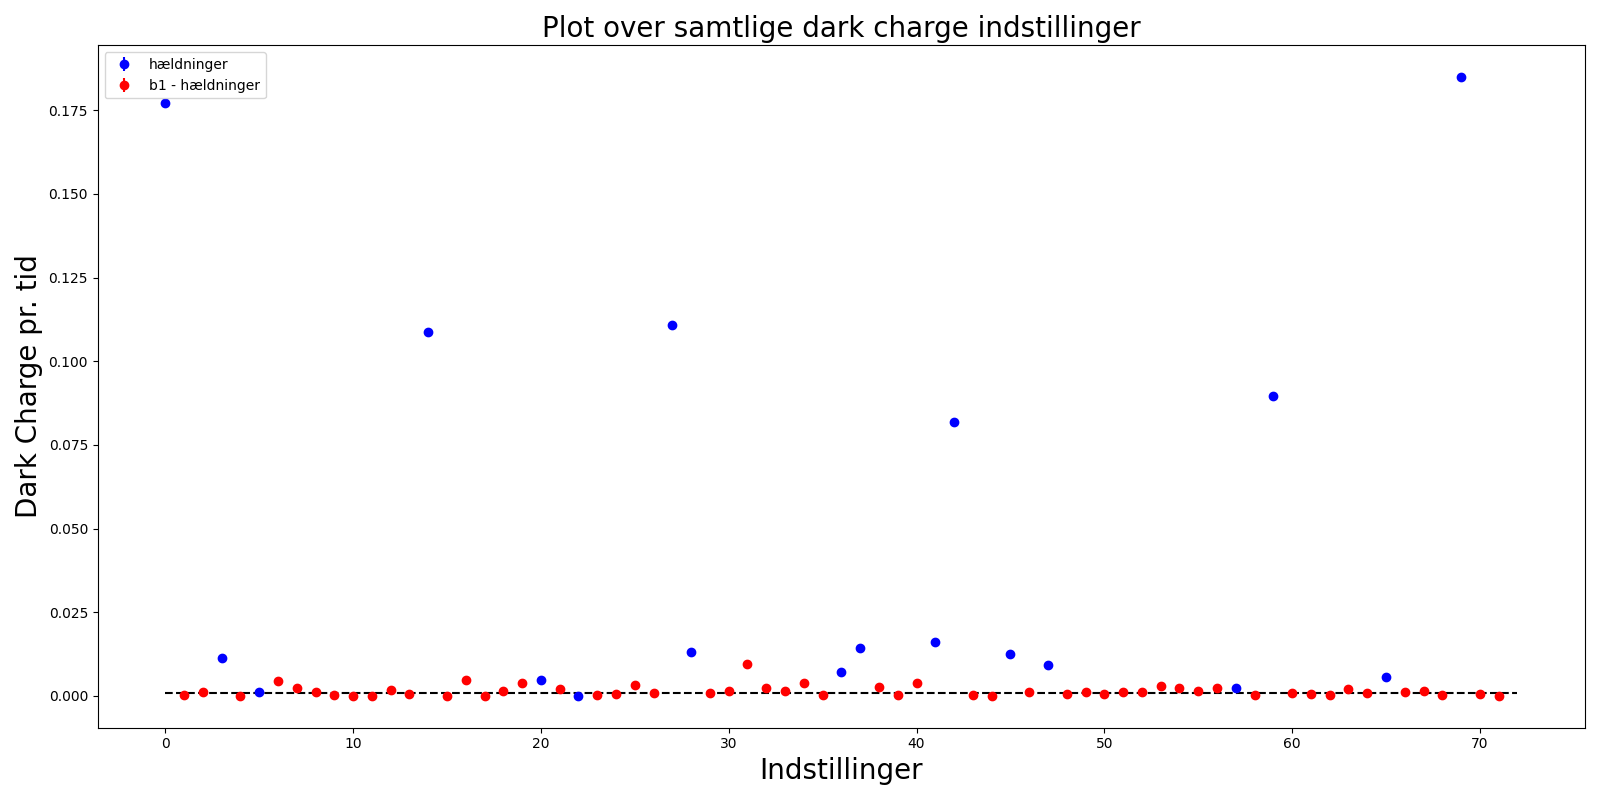 Plot over samtlige dark charge indstillinger
hældninger
b1 - hældninger
Dark Charge pr. tid
0.175
0.150
0.125
0.100
0.075
0.050
0.025
0.000
0 10 20 30 40 50 60 70
Indstillinger